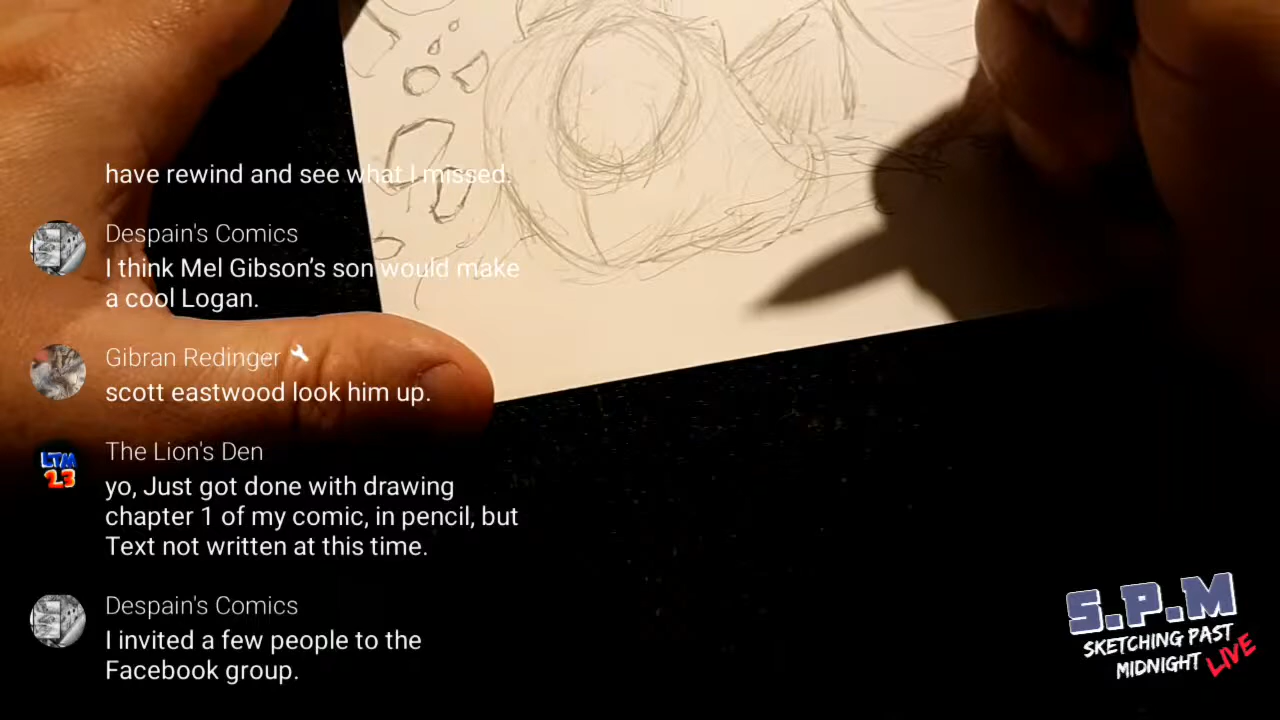 have rewind and see what I missed.
Despain's Comics
I think Mel Gibson's son would make
a cool Logan.
Gibran Redinger
scott eastwood look him up.
LTM
23
The Lion's Den
yo, Just got done with drawing
chapter 1 of my comic, in pencil, but
Text not written at this time.
Despain's Comics
I invited a few people to the
Facebook group.
S.P.M
SKETCHING PAST
MIDNIGHT LIVE